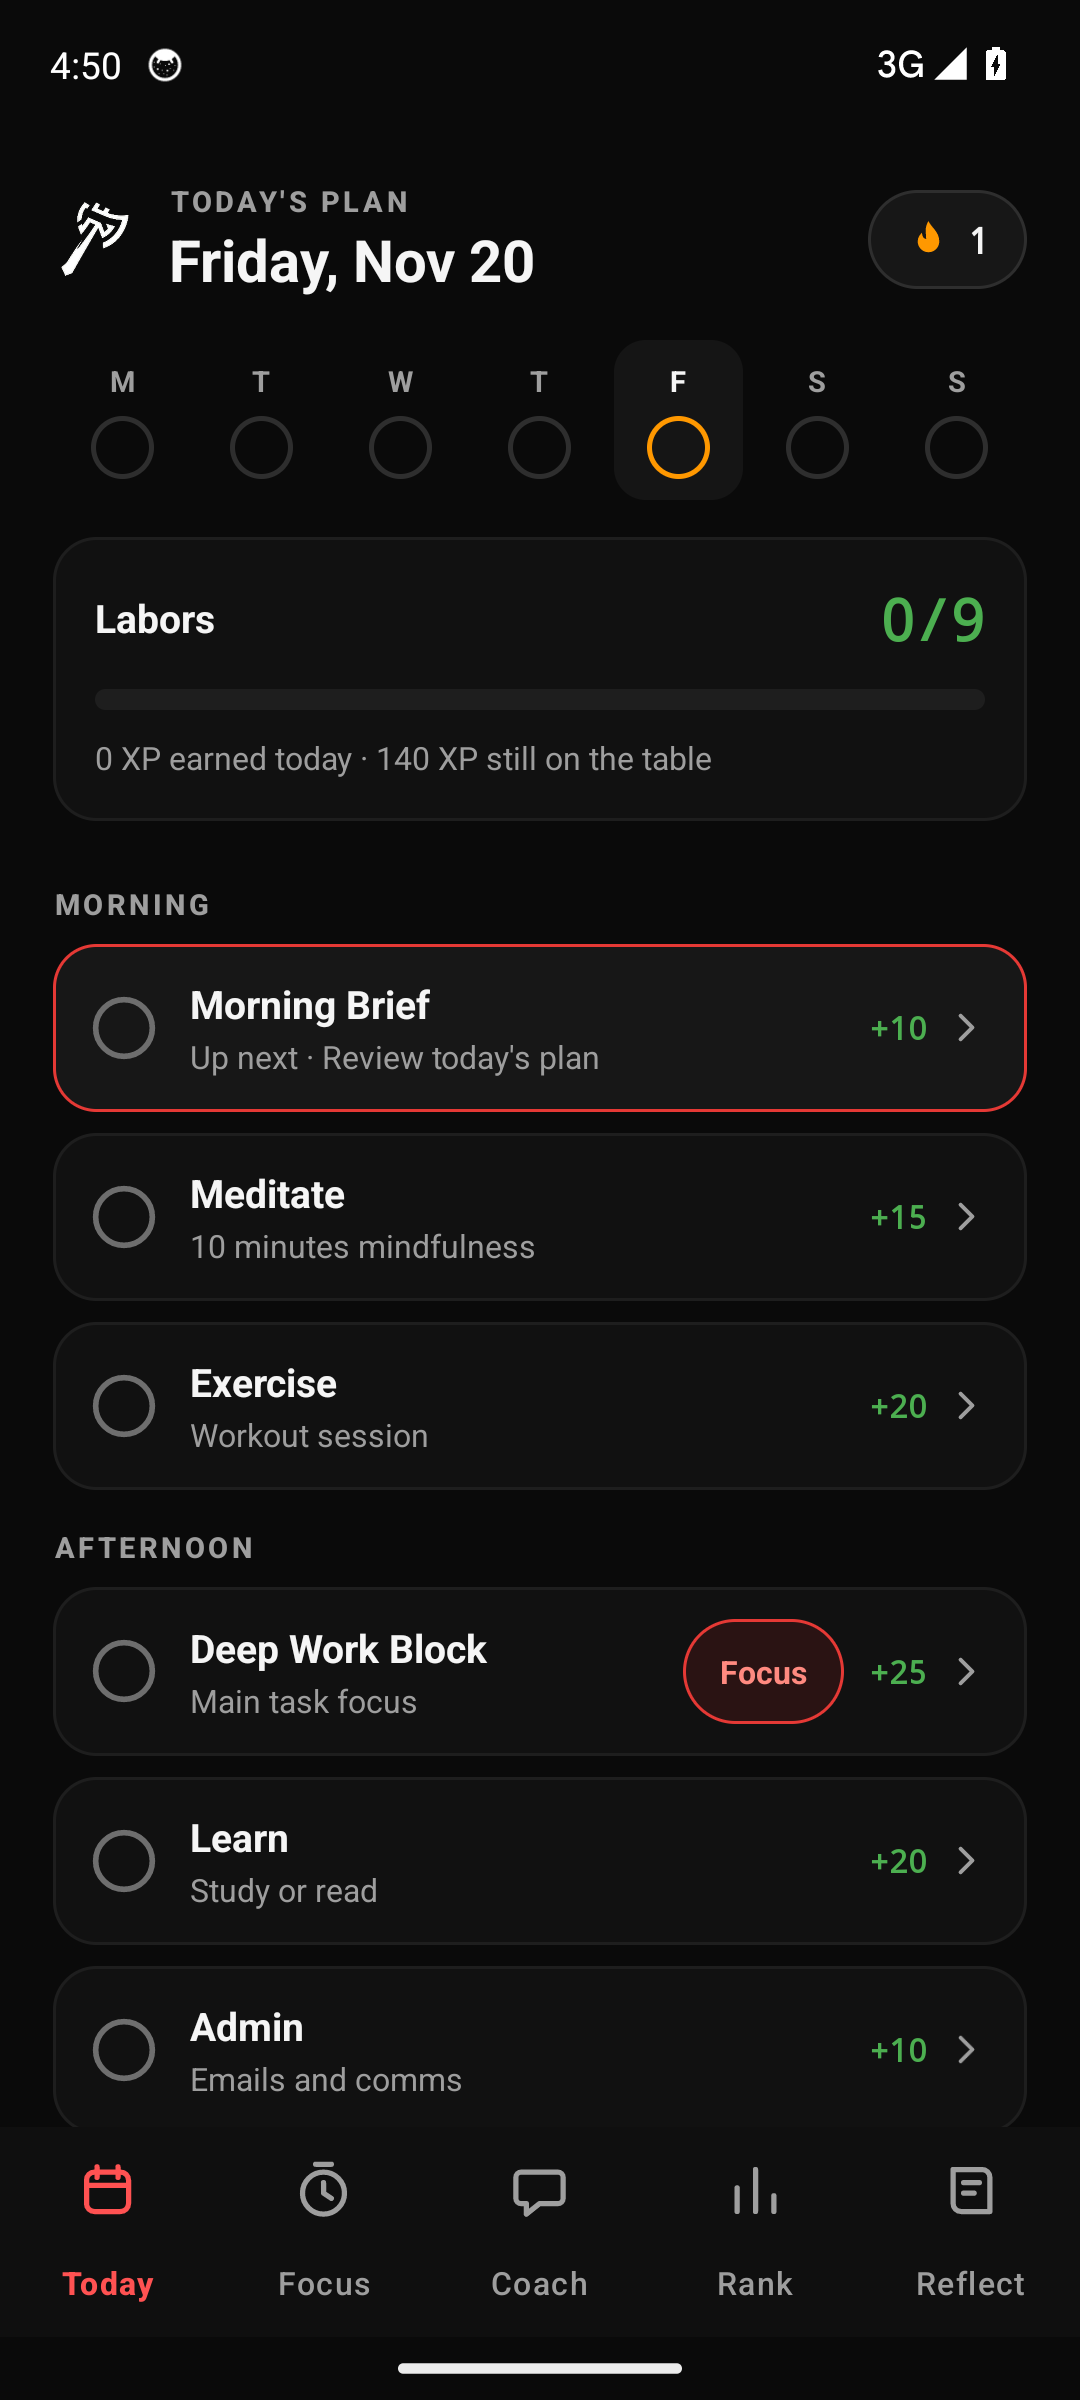 4:50
3G
TODAY'S PLAN
Friday, Nov 20
1
M T W T F S S
Labors
0/9
0 XP earned today · 140 XP still on the table
MORNING
Morning Brief
Up next · Review today's plan
+10
Meditate
10 minutes mindfulness
+15
Exercise
Workout session
+20
AFTERNOON
Deep Work Block
Main task focus
Focus
+25
Learn
Study or read
+20
Admin
Emails and comms
+10
Today Focus Coach Rank Reflect